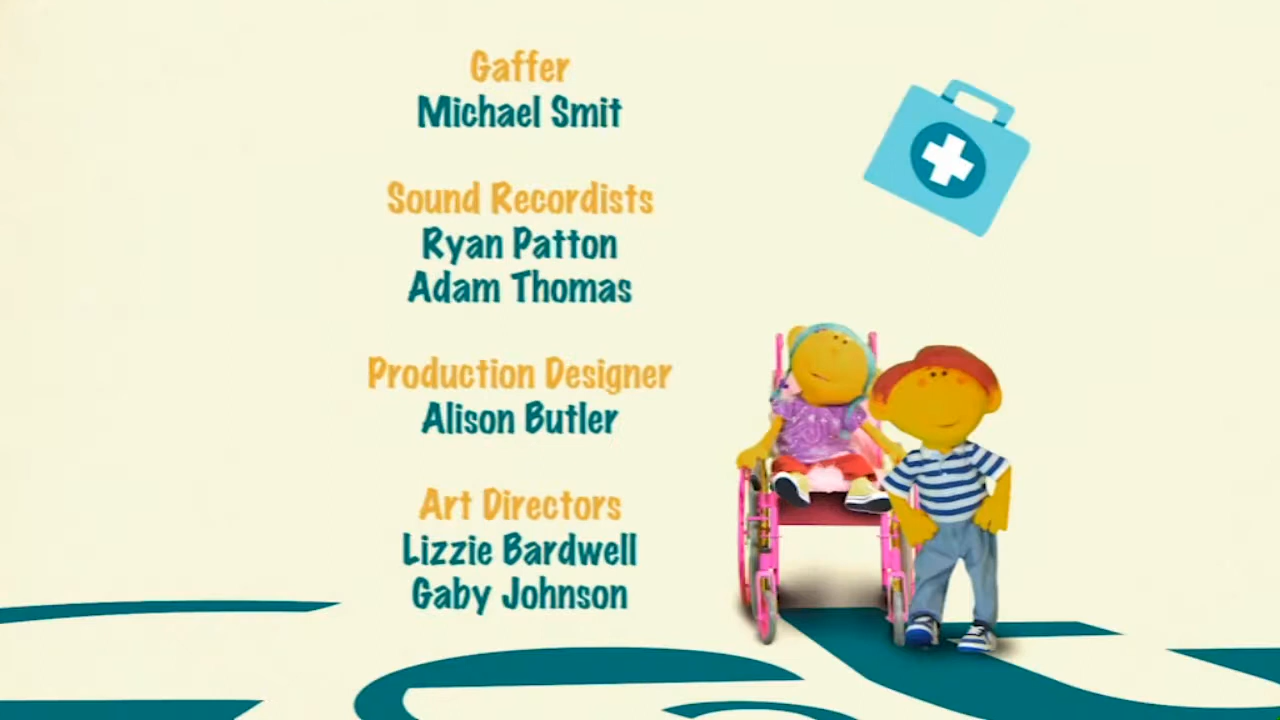 Gaffer
Michael Smit
Sound Recordists
Ryan Patton
Adam Thomas
Production Designer
Alison Butler
Art Directors
Lizzie Bardwell
Gaby Johnson